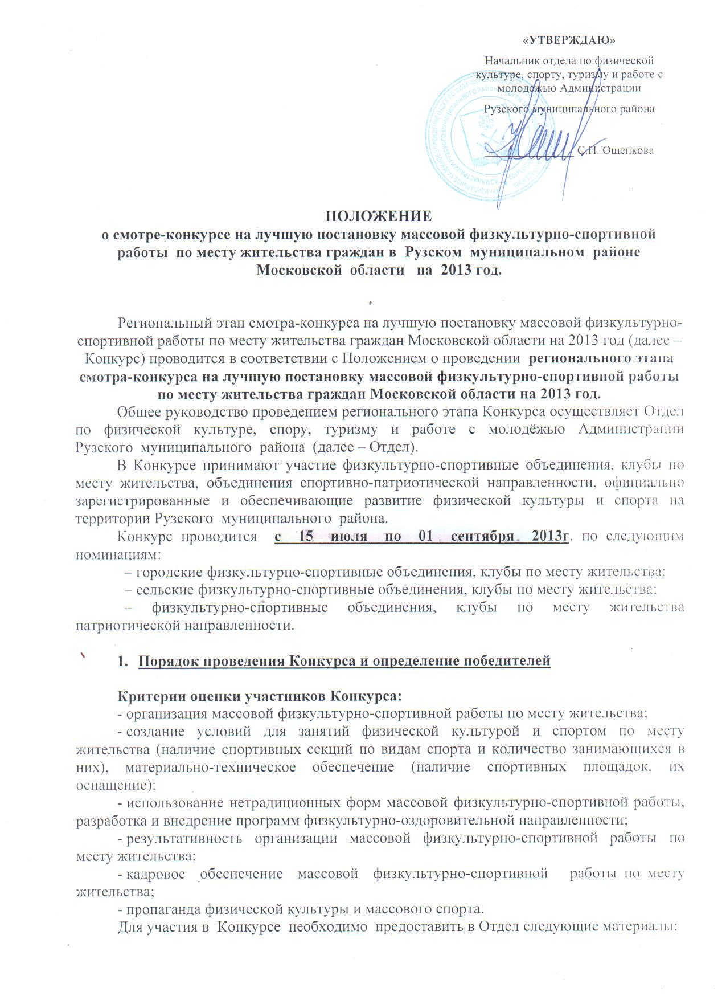 «УТВЕРЖДАЮ»
Начальник отдела по физической
культуре, спорту, туризму и работе с
молодежью Администрации
Рузского муниципального района
С.Н. Ощепкова
ПОЛОЖЕНИЕ
о смотре-конкурсе на лучшую постановку массовой физкультурно-спортивной
работы по месту жительства граждан в Рузском муниципальном районе
Московской области на 2013 год.
Региональный этап смотра-конкурса на лучшую постановку массовой физкультурно-
спортивной работы по месту жительства граждан Московской области на 2013 год (далее –
Конкурс) проводится в соответствии с Положением о проведении регионального этапа
смотра-конкурса на лучшую постановку массовой физкультурно-спортивной работы
по месту жительства граждан Московской области на 2013 год.
Общее руководство проведением регионального этапа Конкурса осуществляет Отдел
по физической культуре, спору, туризму и работе с молодёжью Администрации
Рузского муниципального района (далее – Отдел).
В Конкурсе принимают участие физкультурно-спортивные объединения, клубы по
месту жительства, объединения спортивно-патриотической направленности, официально
зарегистрированные и обеспечивающие развитие физической культуры и спорта на
территории Рузского муниципального района.
Конкурс проводится с 15 июля по 01 сентября 2013г. по следующим
номинациям:
– городские физкультурно-спортивные объединения, клубы по месту жительства;
– сельские физкультурно-спортивные объединения, клубы по месту жительства;
– физкультурно-спортивные объединения, клубы по месту жительства
патриотической направленности.
1. Порядок проведения Конкурса и определение победителей
Критерии оценки участников Конкурса:
- организация массовой физкультурно-спортивной работы по месту жительства;
- создание условий для занятий физической культурой и спортом по месту
жительства (наличие спортивных секций по видам спорта и количество занимающихся в
них), материально-техническое обеспечение (наличие спортивных площадок, их
оснащение);
- использование нетрадиционных форм массовой физкультурно-спортивной работы,
разработка и внедрение программ физкультурно-оздоровительной направленности;
- результативность организации массовой физкультурно-спортивной работы по
месту жительства;
- кадровое обеспечение массовой физкультурно-спортивной работы по месту
жительства;
- пропаганда физической культуры и массового спорта.
Для участия в Конкурсе необходимо предоставить в Отдел следующие материалы: